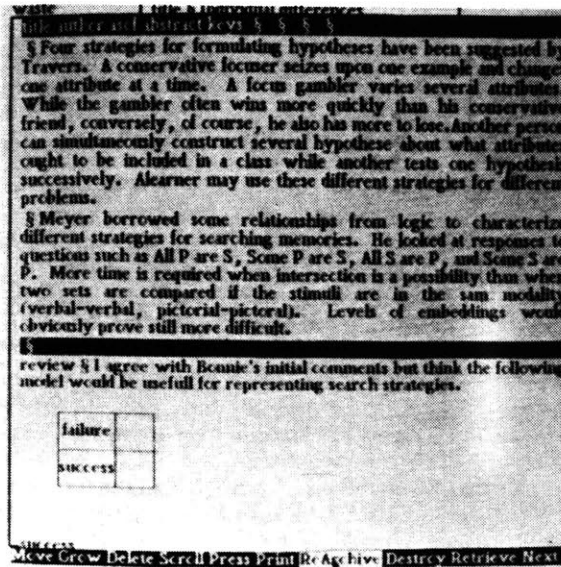 waste title § Individual differences
title author asof abstract keys § § § §
§ Four strategies for formulating hypotheses have been suggested by
Travers. A conservative focuser seizes upon one example and changes
one attribute at a time. A focus gambler varies several attributes.
While the gambler often wins more quickly than his conservative
friend, conversely, of course, he also has more to lose. Another person
can simultaneously construct several hypothese about what attributes
ought to be included in a class while another tests one hypothesis
successively. Alearner may use these different strategies for different
problems.
§ Meyer borrowed some relationships from logic to characterize
different strategies for searching memories. He looked at responses to
questions such as All P are S, Some P are S, All S are P, and Some S are
P. More time is required when intersection is a possibility than when
two sets are compared if the stimuli are in the sam modality
(verbal-verbal, pictorial-pictoral). Levels of embeddings would
obviously prove still more difficult.
§
review § I agree with Bonnie's initial comments but think the following
model would be usefull for representing search strategies.
failure
success
success
Move Grow Delete Scroll Press Print ReArchive Destroy Retrieve Next